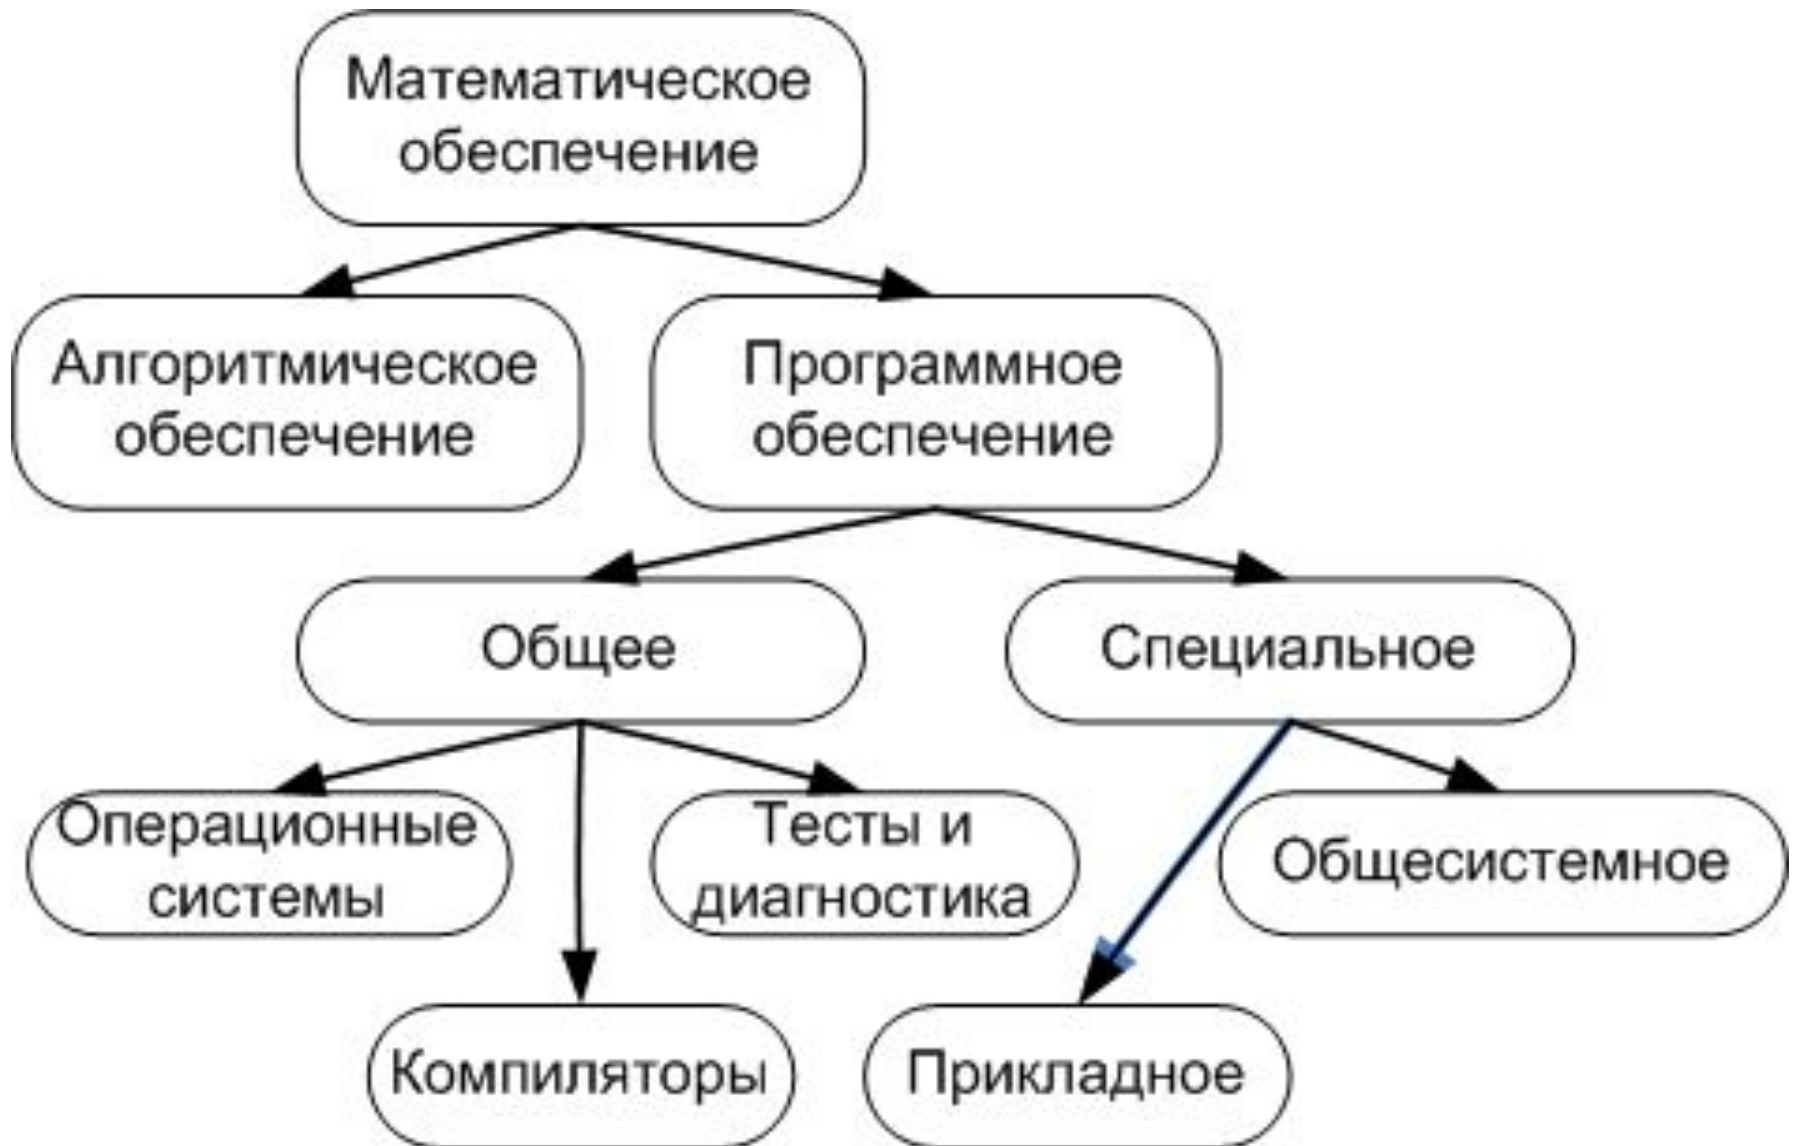 Математическое
обеспечение
Алгоритмическое
обеспечение
Программное
обеспечение
Общее
Специальное
Операционные
системы
Тесты и
диагностика
Общесистемное
Компиляторы
Прикладное